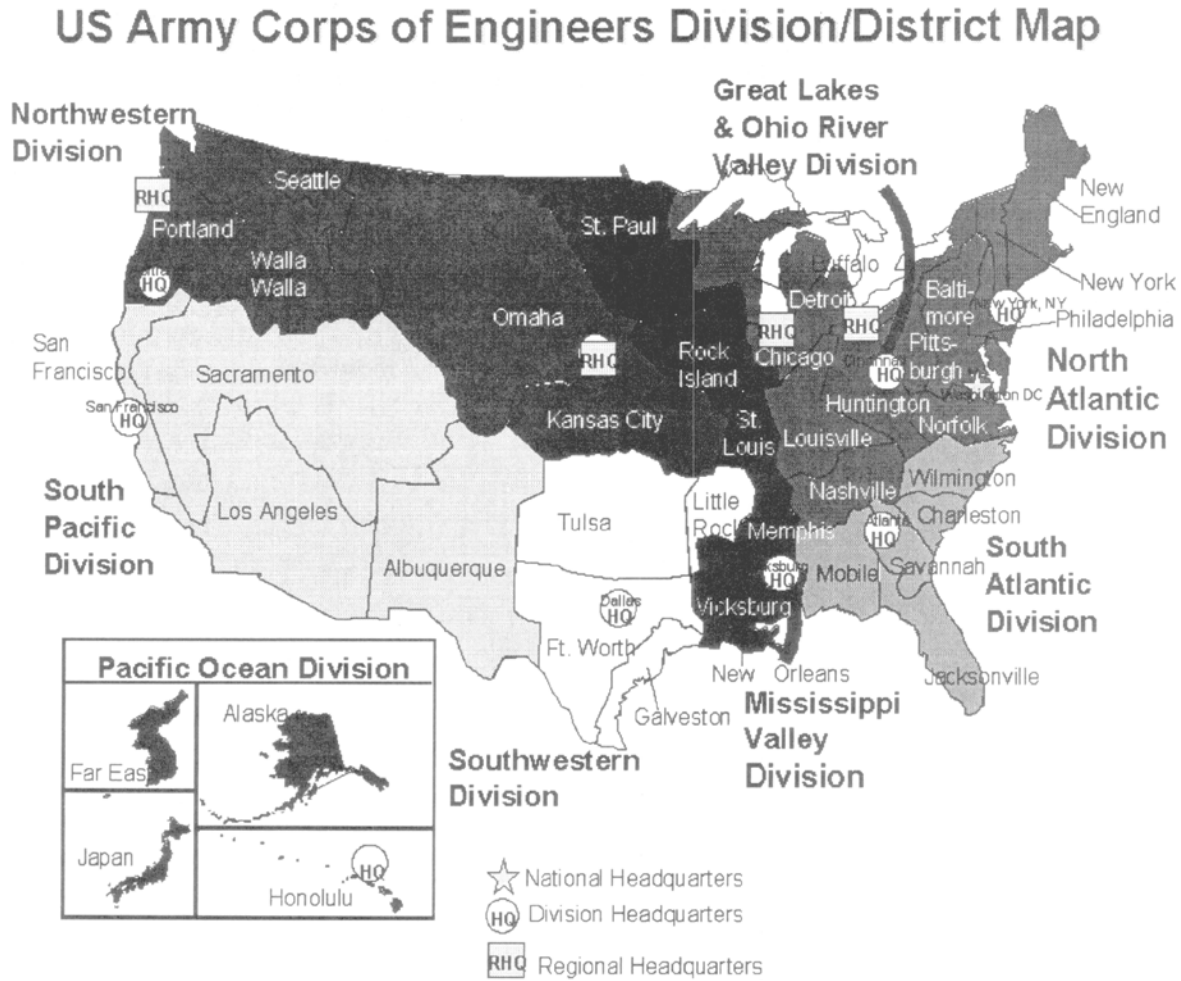 US Army Corps of Engineers Division/District Map
Great Lakes
& Ohio River
Valley Division
Northwestern
Division
New
England
Seattle
RHQ
Portland
St. Paul
Walla
Walla
Buffalo
HQ
New York
Detroit
Balti-
more
New York, NY
HQ
Philadelphia
Omaha
RHQ
RHQ
RHQ
Chicago
Pitts-
burgh
HQ
San
Francisco
Sacramento
Rock
Island
North
Atlantic
Division
Washington DC
San Francisco
HQ
Kansas City
St.
Louis
Huntington
Louisville
Norfolk
South
Pacific
Division
Los Angeles
Tulsa
Little
Rock
Nashville
Wilmington
Memphis
Atlanta
HQ
Charleston
South
Atlantic
Division
Albuquerque
HQ
Mobile
Savannah
Dallas
HQ
Vicksburg
Ft. Worth
New Orleans
Jacksonville
Galveston
Mississippi
Valley
Division
Southwestern
Division
Pacific Ocean Division
Alaska
Far East
Japan
HQ
Honolulu
National Headquarters
HQ Division Headquarters
RHQ Regional Headquarters